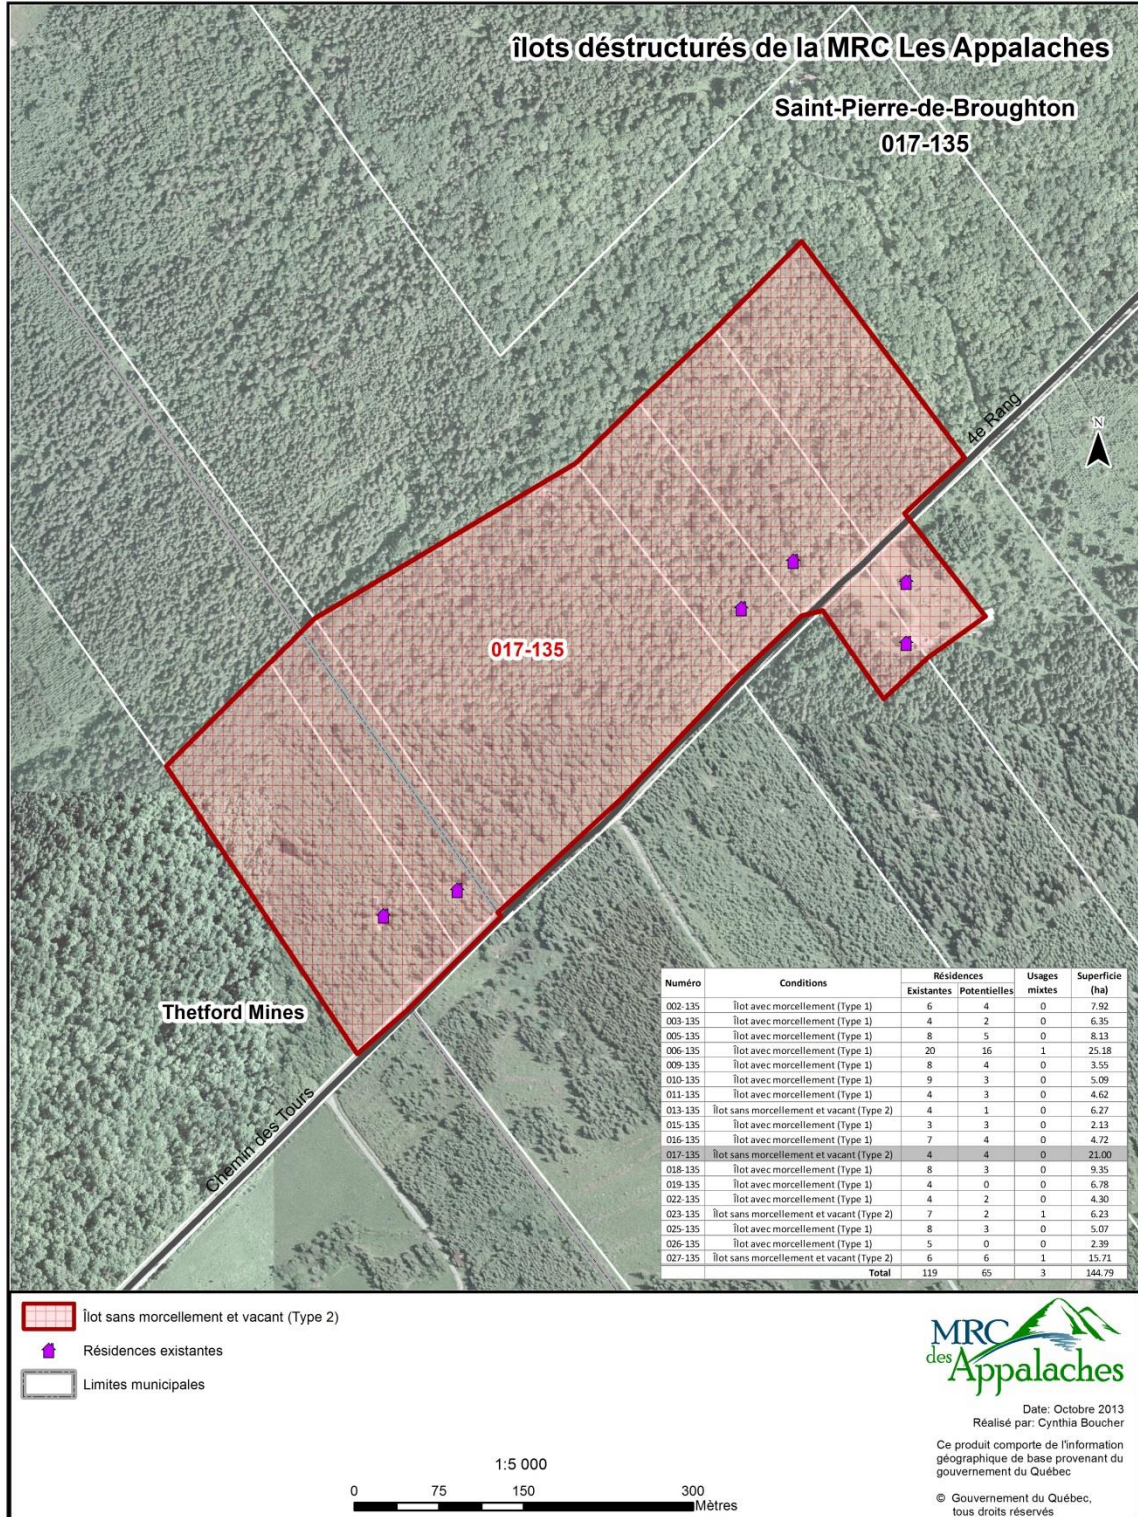 îlots déstructurés de la MRC Les Appalaches
Saint-Pierre-de-Broughton
017-135
4e Rang
N
017-135
Thetford Mines
Chemin des Tours
Numéro Conditions Résidences Usages mixtes Superficie (ha)
Existantes Potentielles
002-135 Îlot avec morcellement (Type 1) 6 4 0 7.92
003-135 Îlot avec morcellement (Type 1) 4 2 0 6.35
005-135 Îlot avec morcellement (Type 1) 8 5 0 8.13
006-135 Îlot avec morcellement (Type 1) 20 16 1 25.18
009-135 Îlot avec morcellement (Type 1) 8 4 0 3.55
010-135 Îlot avec morcellement (Type 1) 9 3 0 5.09
011-135 Îlot avec morcellement (Type 1) 4 3 0 4.62
013-135 Îlot sans morcellement et vacant (Type 2) 4 1 0 6.27
015-135 Îlot avec morcellement (Type 1) 3 3 0 2.13
016-135 Îlot avec morcellement (Type 1) 7 4 0 4.72
017-135 Îlot sans morcellement et vacant (Type 2) 4 4 0 21.00
018-135 Îlot avec morcellement (Type 1) 8 3 0 9.35
019-135 Îlot avec morcellement (Type 1) 4 0 0 6.78
022-135 Îlot avec morcellement (Type 1) 4 2 0 4.30
023-135 Îlot sans morcellement et vacant (Type 2) 7 2 1 6.23
025-135 Îlot avec morcellement (Type 1) 8 3 0 5.07
026-135 Îlot avec morcellement (Type 1) 5 0 0 2.39
027-135 Îlot sans morcellement et vacant (Type 2) 6 6 1 15.71
Total 119 65 3 144.79
Îlot sans morcellement et vacant (Type 2)
Résidences existantes
Limites municipales
1:5 000
0 75 150 300
Mètres
MRC
des Appalaches
Date: Octobre 2013
Réalisé par: Cynthia Boucher
Ce produit comporte de l'information
géographique de base provenant du
gouvernement du Québec
© Gouvernement du Québec,
tous droits réservés